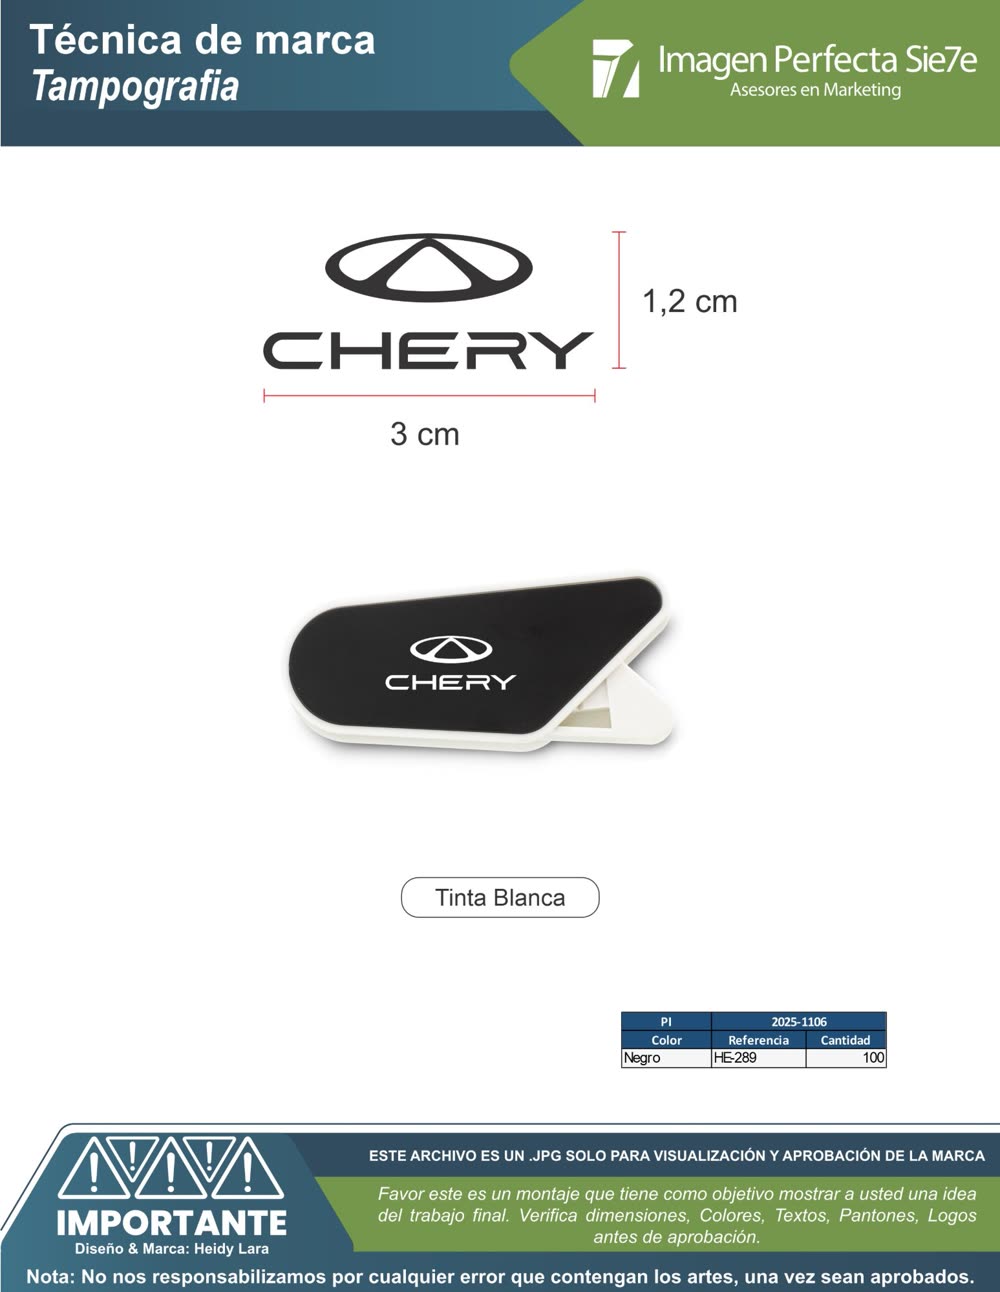 Técnica de marca
Tampografia
Imagen Perfecta Sie7e
Asesores en Marketing
CHERY
1,2 cm
3 cm
CHERY
Tinta Blanca
PI 2025-1106
Color Referencia Cantidad
Negro HE-289 100
ESTE ARCHIVO ES UN .JPG SOLO PARA VISUALIZACIÓN Y APROBACIÓN DE LA MARCA
Favor este es un montaje que tiene como objetivo mostrar a usted una idea
del trabajo final. Verifica dimensiones, Colores, Textos, Pantones, Logos
antes de aprobación.
IMPORTANTE
Diseño & Marca: Heidy Lara
Nota: No nos responsabilizamos por cualquier error que contengan los artes, una vez sean aprobados.